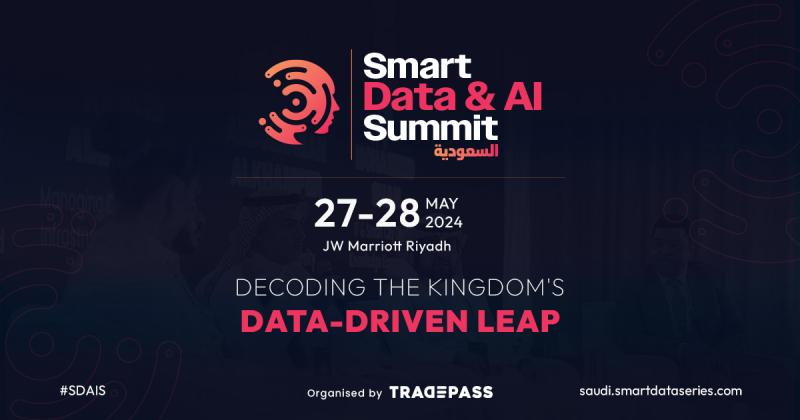 Smart
Data & AI
Summit
السعودية
27-28 MAY 2024
JW Marriott Riyadh
DECODING THE KINGDOM'S
DATA-DRIVEN LEAP
#SDAIS
Organised by TRADEPASS
saudi.smartdataseries.com